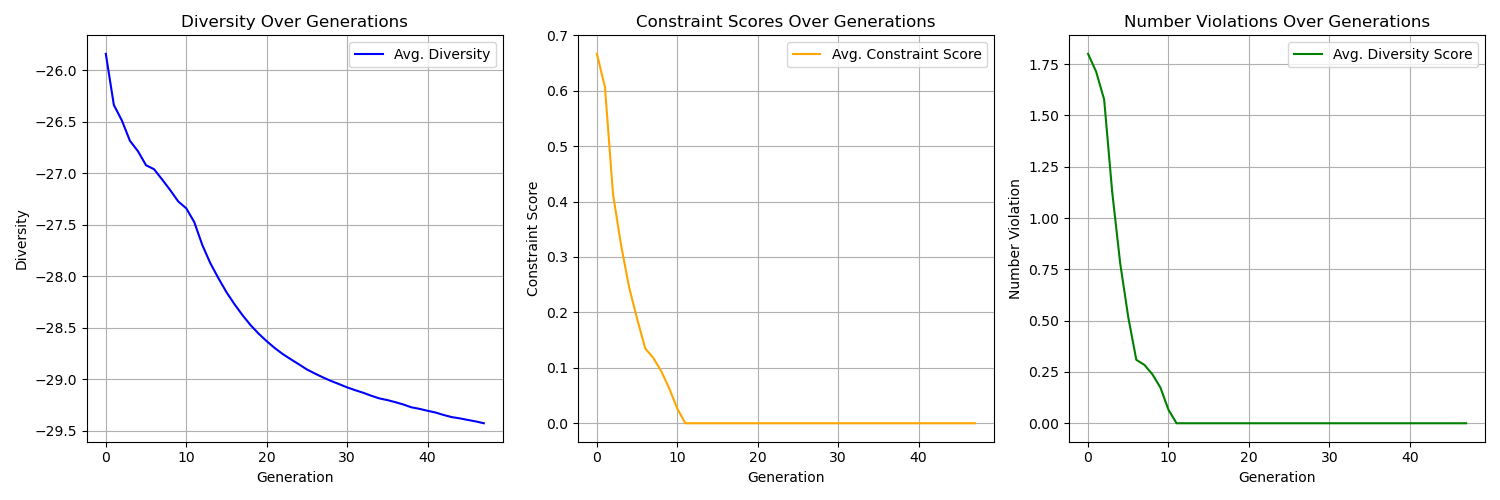 Diversity Over Generations
Avg. Diversity
−26.0
−26.5
−27.0
−27.5
−28.0
−28.5
−29.0
−29.5
Diversity
0 10 20 30 40
Generation
Constraint Scores Over Generations
Avg. Constraint Score
0.7
0.6
0.5
0.4
0.3
0.2
0.1
0.0
Constraint Score
0 10 20 30 40
Generation
Number Violations Over Generations
Avg. Diversity Score
1.75
1.50
1.25
1.00
0.75
0.50
0.25
0.00
Number Violation
0 10 20 30 40
Generation